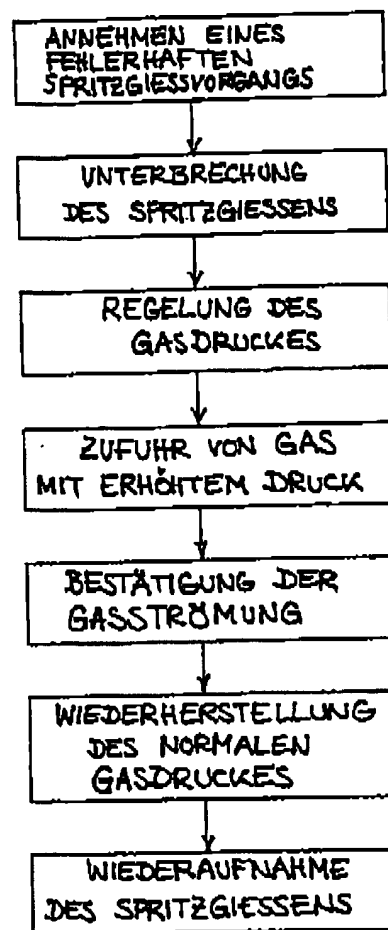 ANNEHMEN EINES
FEHLERHAFTEN
SPRITZGIESSVORGANGS
UNTERBRECHUNG
DES SPRITZGIESSENS
REGELUNG DES
GASDRUCKES
ZUFUHR VON GAS
MIT ERHÖHTEM DRUCK
BESTÄTIGUNG DER
GASSTRÖMUNG
WIEDERHERSTELLUNG
DES NORMALEN
GASDRUCKES
WIEDERAUFNAHME
DES SPRITZGIESSENS